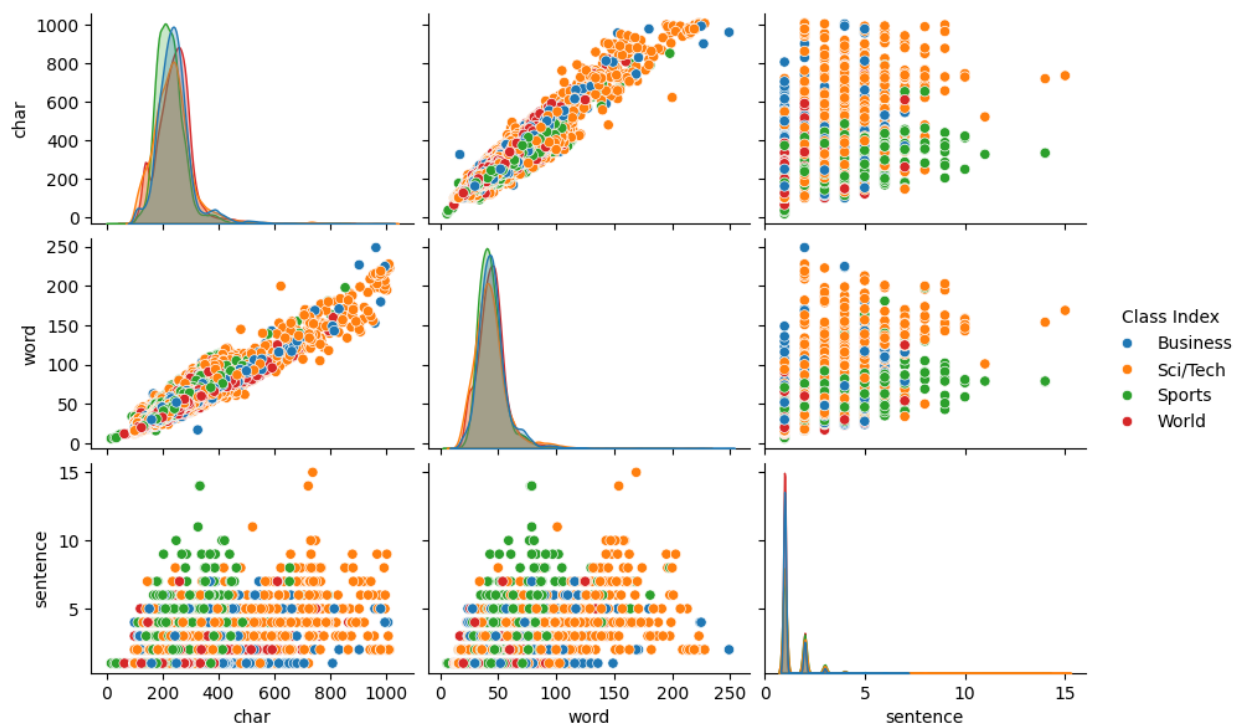 1000
800
600
400
200
0
char
250
200
150
100
50
0
word
15
10
5
sentence
0 200 400 600 800 1000
char
0 50 100 150 200 250
word
0 5 10 15
sentence
Class Index
Business
Sci/Tech
Sports
World